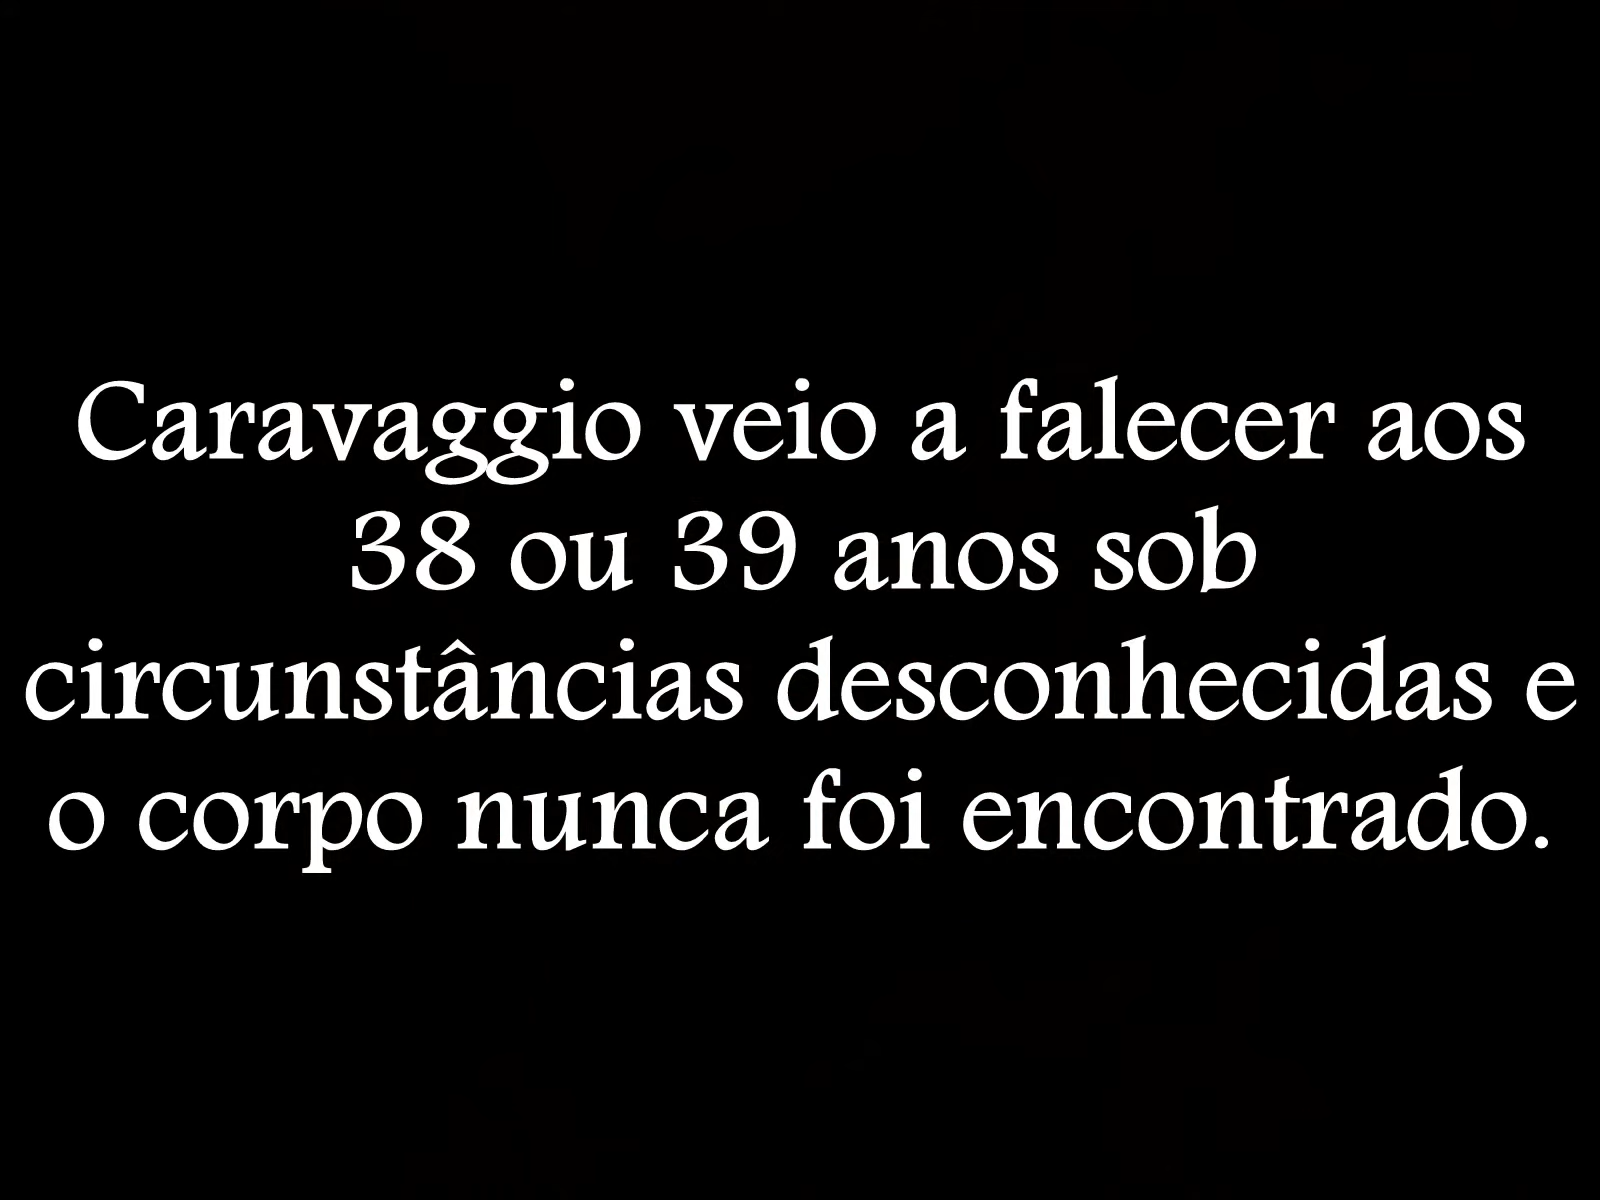 Caravaggio veio a falecer aos
38 ou 39 anos sob
circunstâncias desconhecidas e
o corpo nunca foi encontrado.